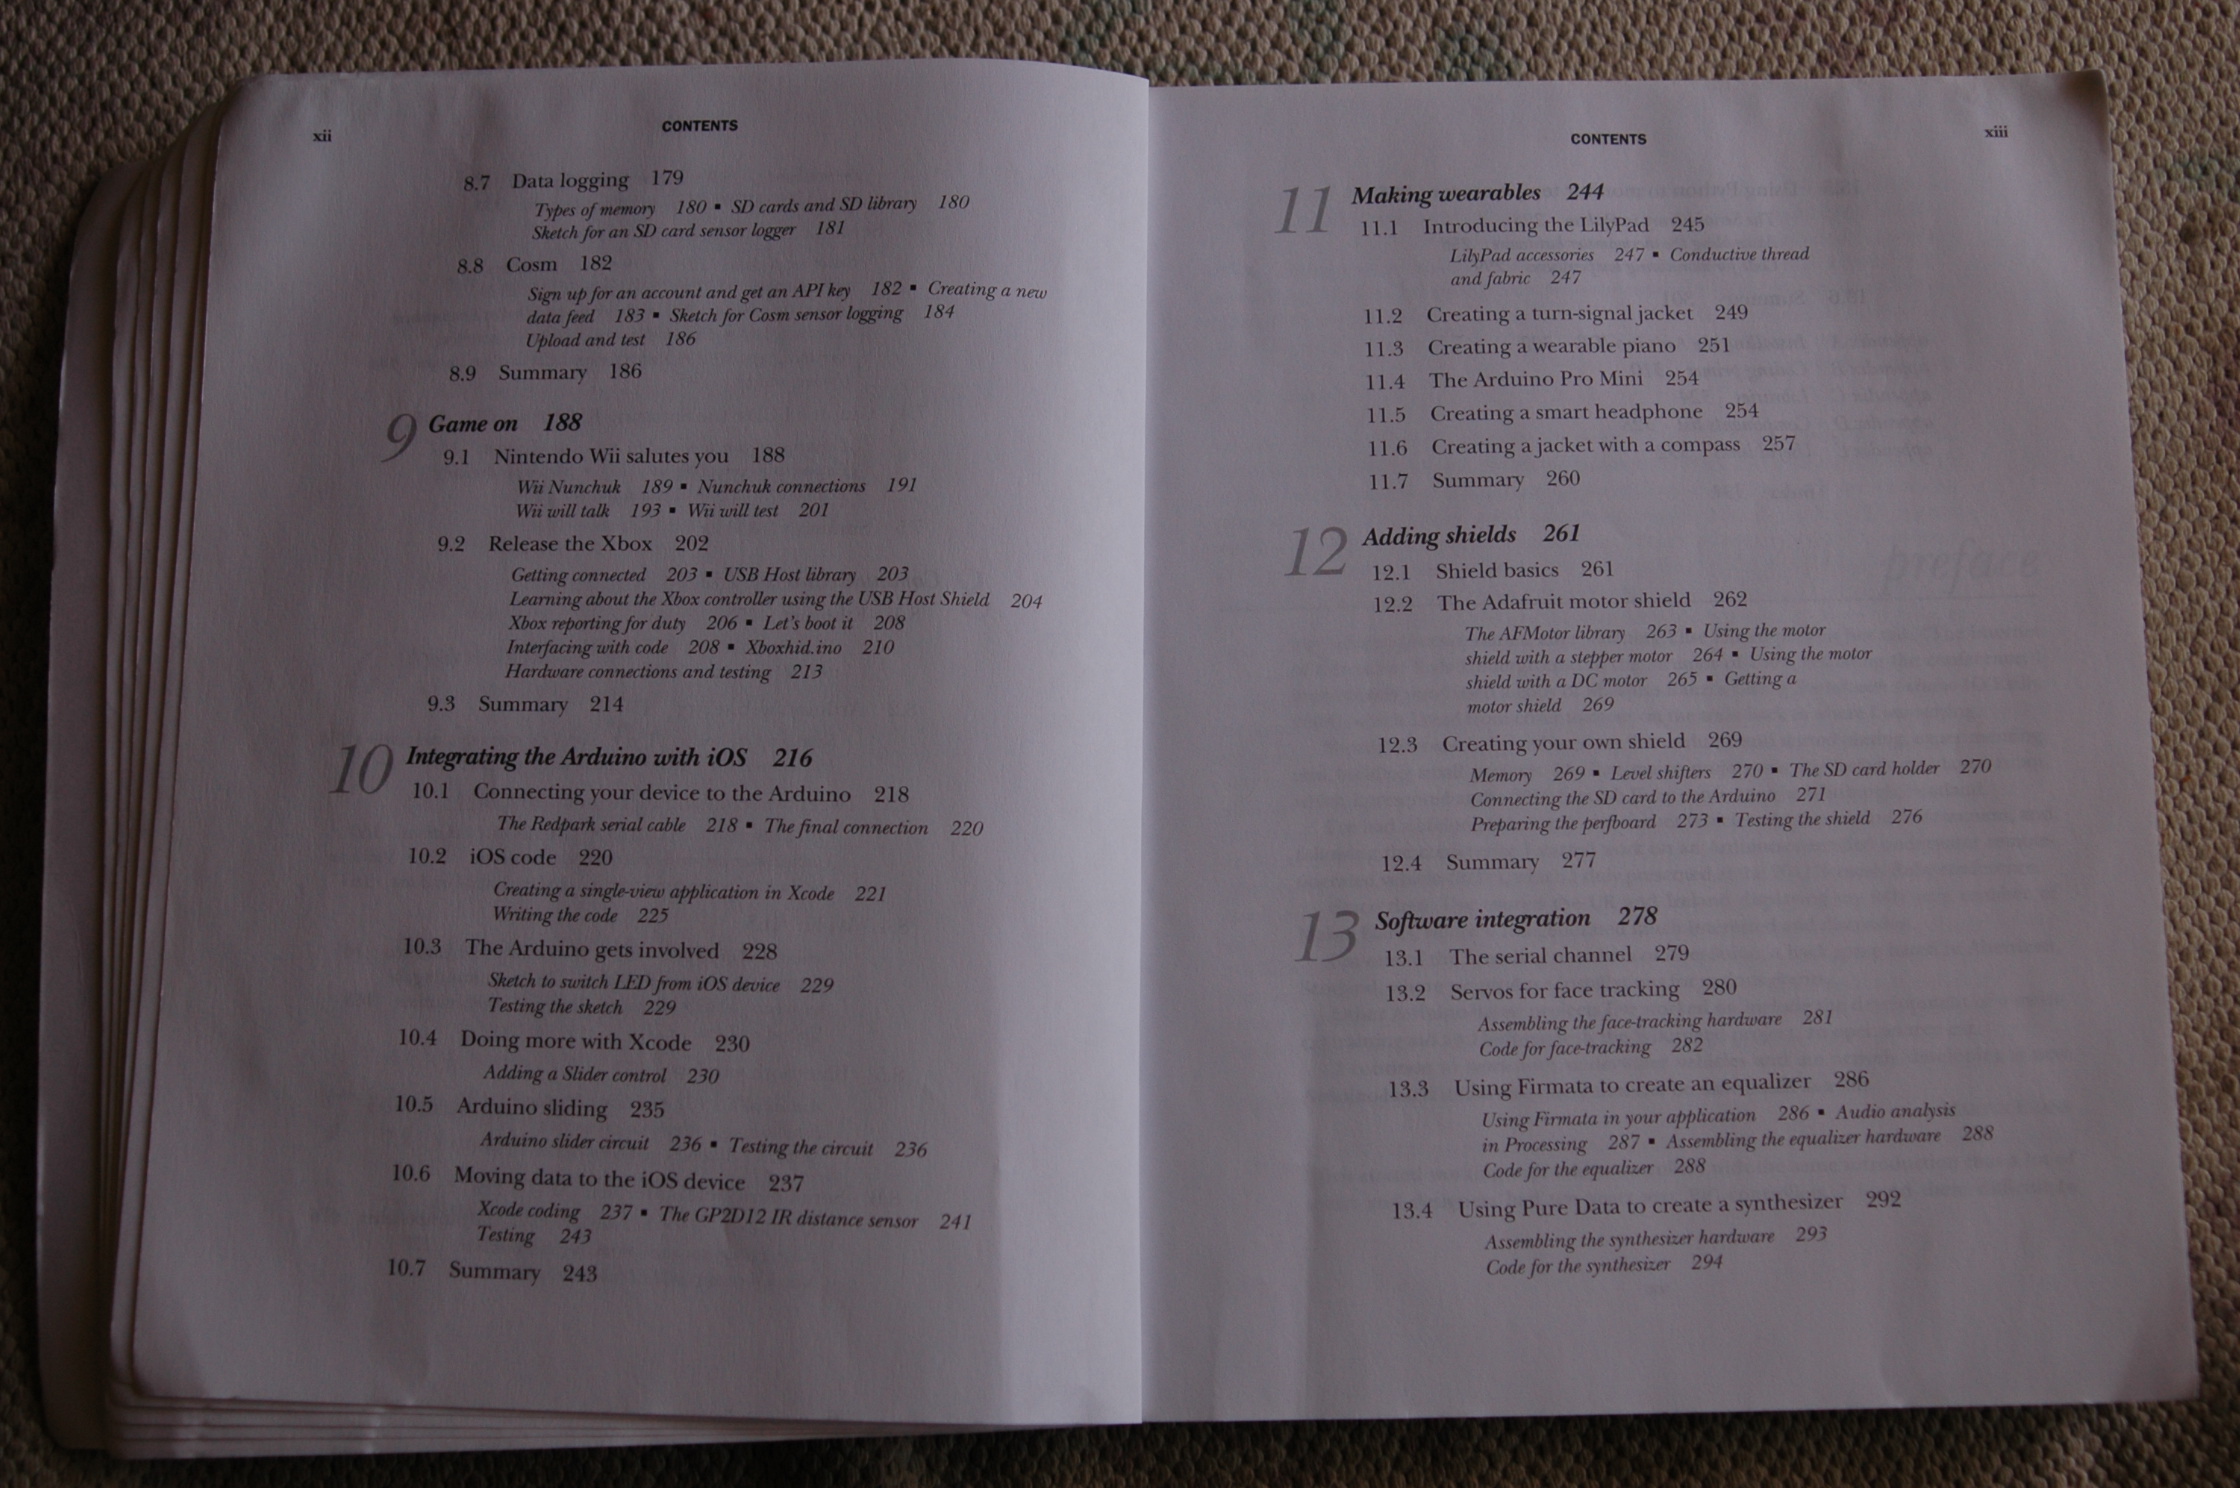 xii
CONTENTS
8.7 Data logging 179
Types of memory 180 ▪ SD cards and SD library 180
Sketch for an SD card sensor logger 181
8.8 Cosm 182
Sign up for an account and get an API key 182 ▪ Creating a new
data feed 183 ▪ Sketch for Cosm sensor logging 184
Upload and test 186
8.9 Summary 186
9 Game on 188
9.1 Nintendo Wii salutes you 188
Wii Nunchuk 189 ▪ Nunchuk connections 191
Wii will talk 193 ▪ Wii will test 201
9.2 Release the Xbox 202
Getting connected 203 ▪ USB Host library 203
Learning about the Xbox controller using the USB Host Shield 204
Xbox reporting for duty 206 ▪ Let's boot it 208
Interfacing with code 208 ▪ Xboxhid.ino 210
Hardware connections and testing 213
9.3 Summary 214
10 Integrating the Arduino with iOS 216
10.1 Connecting your device to the Arduino 218
The Redpark serial cable 218 ▪ The final connection 220
10.2 iOS code 220
Creating a single-view application in Xcode 221
Writing the code 225
10.3 The Arduino gets involved 228
Sketch to switch LED from iOS device 229
Testing the sketch 229
10.4 Doing more with Xcode 230
Adding a Slider control 230
10.5 Arduino sliding 235
Arduino slider circuit 236 ▪ Testing the circuit 236
10.6 Moving data to the iOS device 237
Xcode coding 237 ▪ The GP2D12 IR distance sensor 241
Testing 243
10.7 Summary 243
CONTENTS
xiii
11 Making wearables 244
11.1 Introducing the LilyPad 245
LilyPad accessories 247 ▪ Conductive thread
and fabric 247
11.2 Creating a turn-signal jacket 249
11.3 Creating a wearable piano 251
11.4 The Arduino Pro Mini 254
11.5 Creating a smart headphone 254
11.6 Creating a jacket with a compass 257
11.7 Summary 260
12 Adding shields 261
12.1 Shield basics 261
12.2 The Adafruit motor shield 262
The AFMotor library 263 ▪ Using the motor
shield with a stepper motor 264 ▪ Using the motor
shield with a DC motor 265 ▪ Getting a
motor shield 269
12.3 Creating your own shield 269
Memory 269 ▪ Level shifters 270 ▪ The SD card holder 270
Connecting the SD card to the Arduino 271
Preparing the perfboard 273 ▪ Testing the shield 276
12.4 Summary 277
13 Software integration 278
13.1 The serial channel 279
13.2 Servos for face tracking 280
Assembling the face-tracking hardware 281
Code for face-tracking 282
13.3 Using Firmata to create an equalizer 286
Using Firmata in your application 286 ▪ Audio analysis
in Processing 287 ▪ Assembling the equalizer hardware 288
Code for the equalizer 288
13.4 Using Pure Data to create a synthesizer 292
Assembling the synthesizer hardware 293
Code for the synthesizer 294